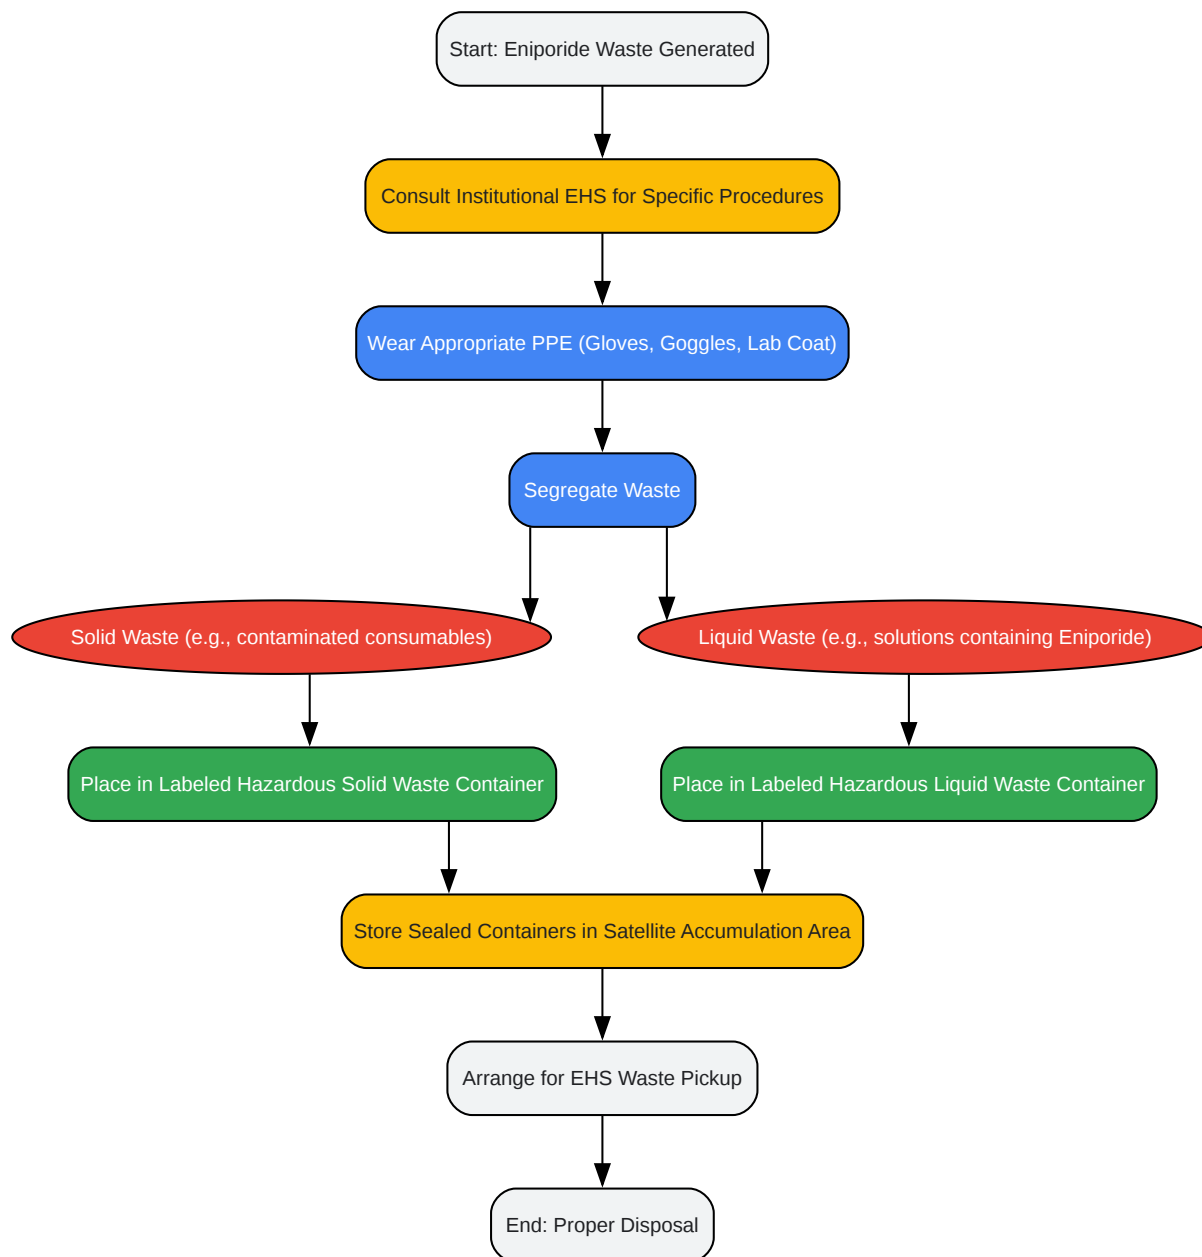 Start: Eniporide Waste Generated
Consult Institutional EHS for Specific Procedures
Wear Appropriate PPE (Gloves, Goggles, Lab Coat)
Segregate Waste
Solid Waste (e.g., contaminated consumables)
Liquid Waste (e.g., solutions containing Eniporide)
Place in Labeled Hazardous Solid Waste Container
Place in Labeled Hazardous Liquid Waste Container
Store Sealed Containers in Satellite Accumulation Area
Arrange for EHS Waste Pickup
End: Proper Disposal